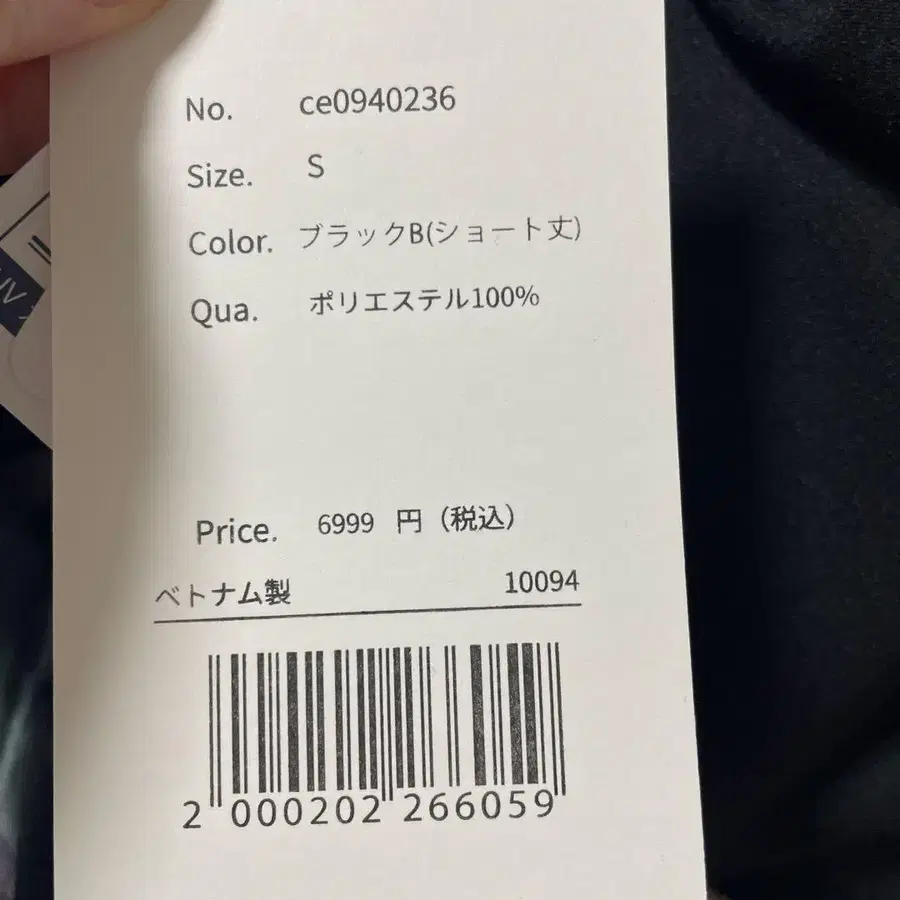 No. ce0940236
Size. S
Color. ブラックB(ショート丈)
Qua. ポリエステル100%
Price. 6999 円（税込）
ベトナム製 10094
2 000202 266059
UV